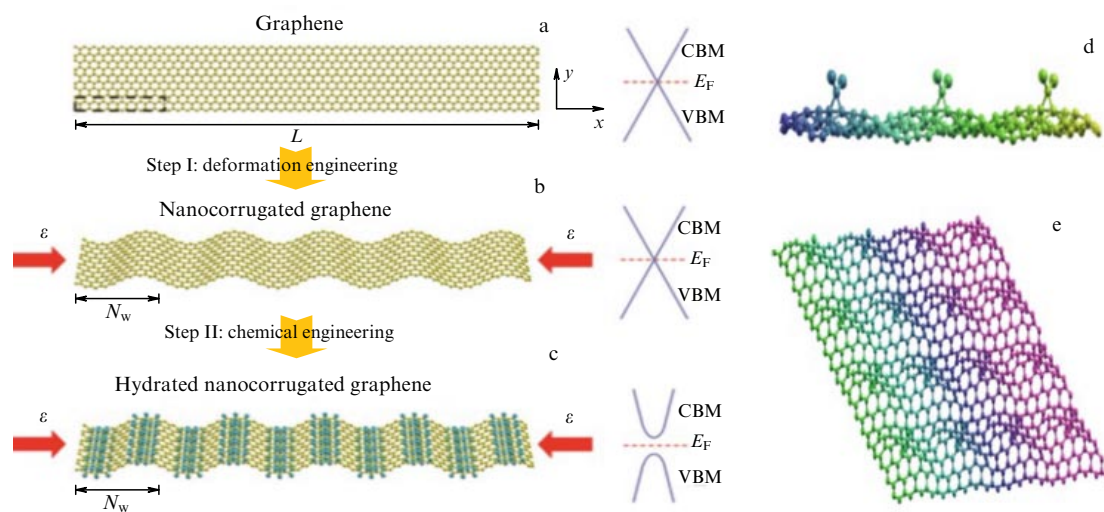 Graphene
a
y
x
L
CBM
E_F
VBM
d
Step I: deformation engineering
b
Nanocorrugated graphene
ε
ε
N_w
CBM
E_F
VBM
e
Step II: chemical engineering
c
Hydrated nanocorrugated graphene
ε
ε
N_w
CBM
E_F
VBM